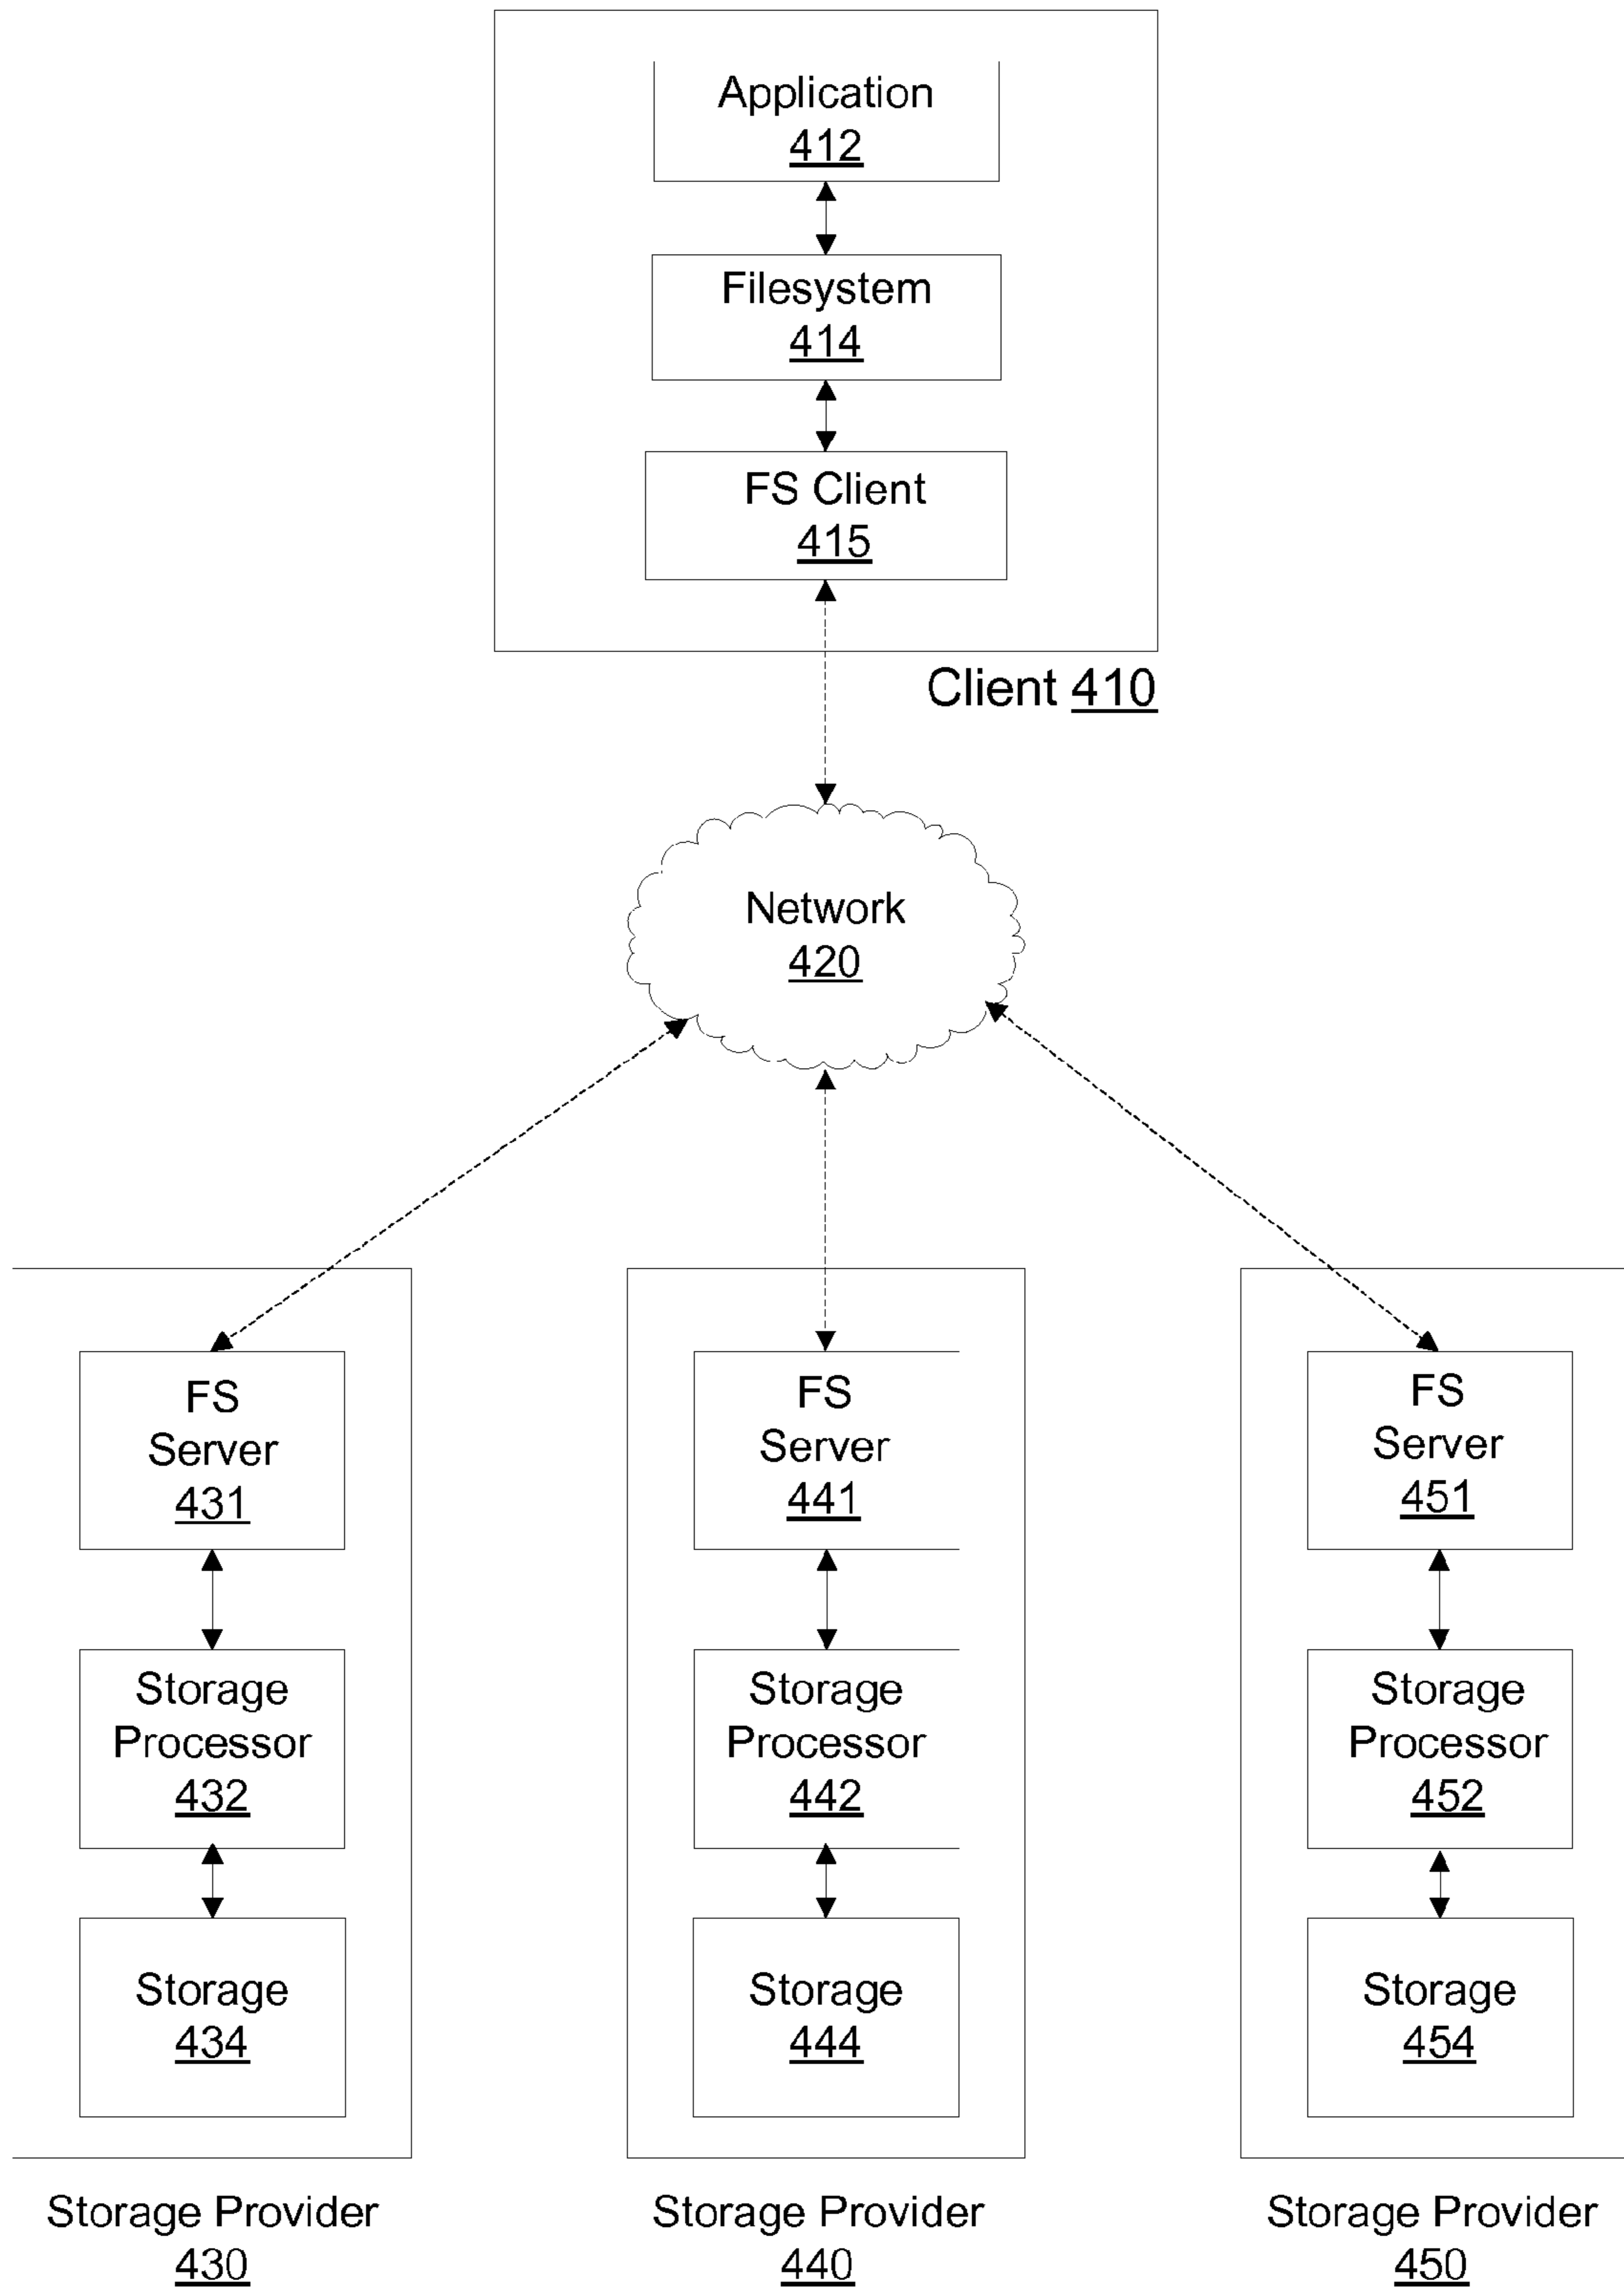 Application
412
Filesystem
414
FS Client
415
Client 410
Network
420
FS
Server
431
Storage
Processor
432
Storage
434
Storage Provider
430
FS
Server
441
Storage
Processor
442
Storage
444
Storage Provider
440
FS
Server
451
Storage
Processor
452
Storage
454
Storage Provider
450